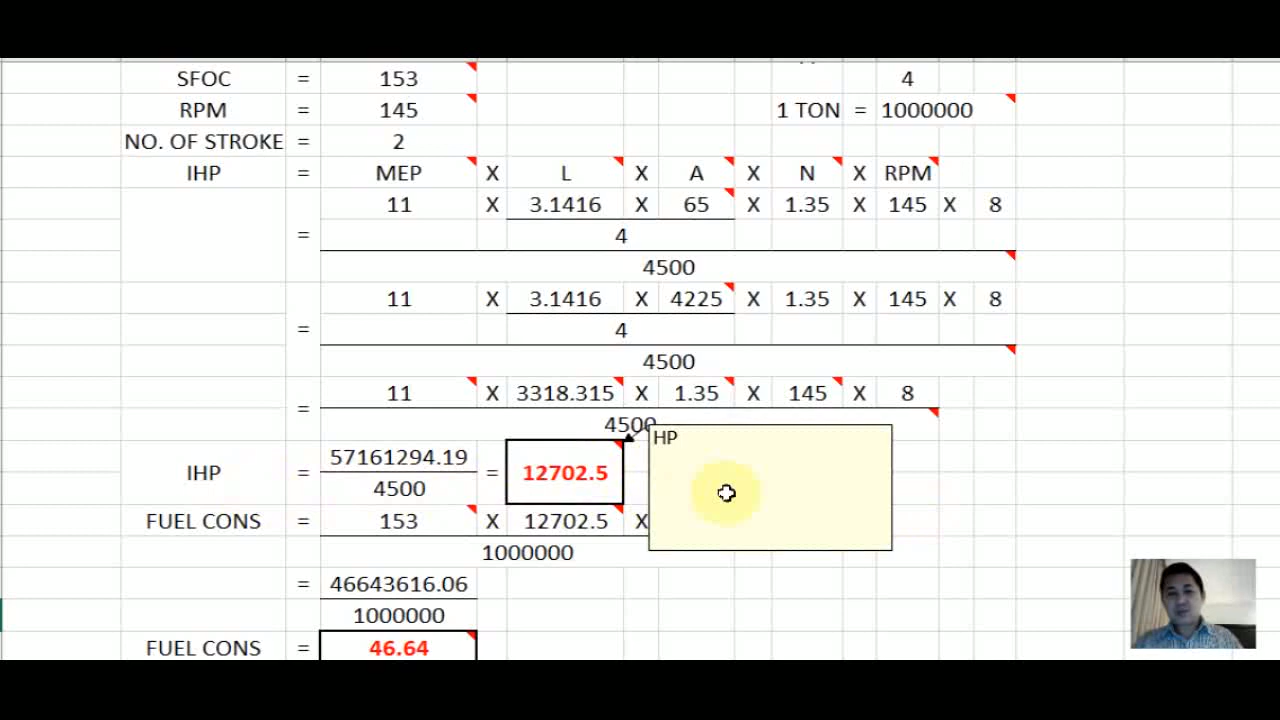 SFOC = 153 4
RPM = 145 1 TON = 1000000
NO. OF STROKE = 2
IHP = MEP X L X A X N X RPM
11 X 3.1416 X 65 X 1.35 X 145 X 8
= 4
4500
11 X 3.1416 X 4225 X 1.35 X 145 X 8
= 4
4500
11 X 3318.315 X 1.35 X 145 X 8
=
4500
HP
57161294.19
IHP = = 12702.5
4500
FUEL CONS = 153 X 12702.5 X
1000000
= 46643616.06
1000000
FUEL CONS = 46.64